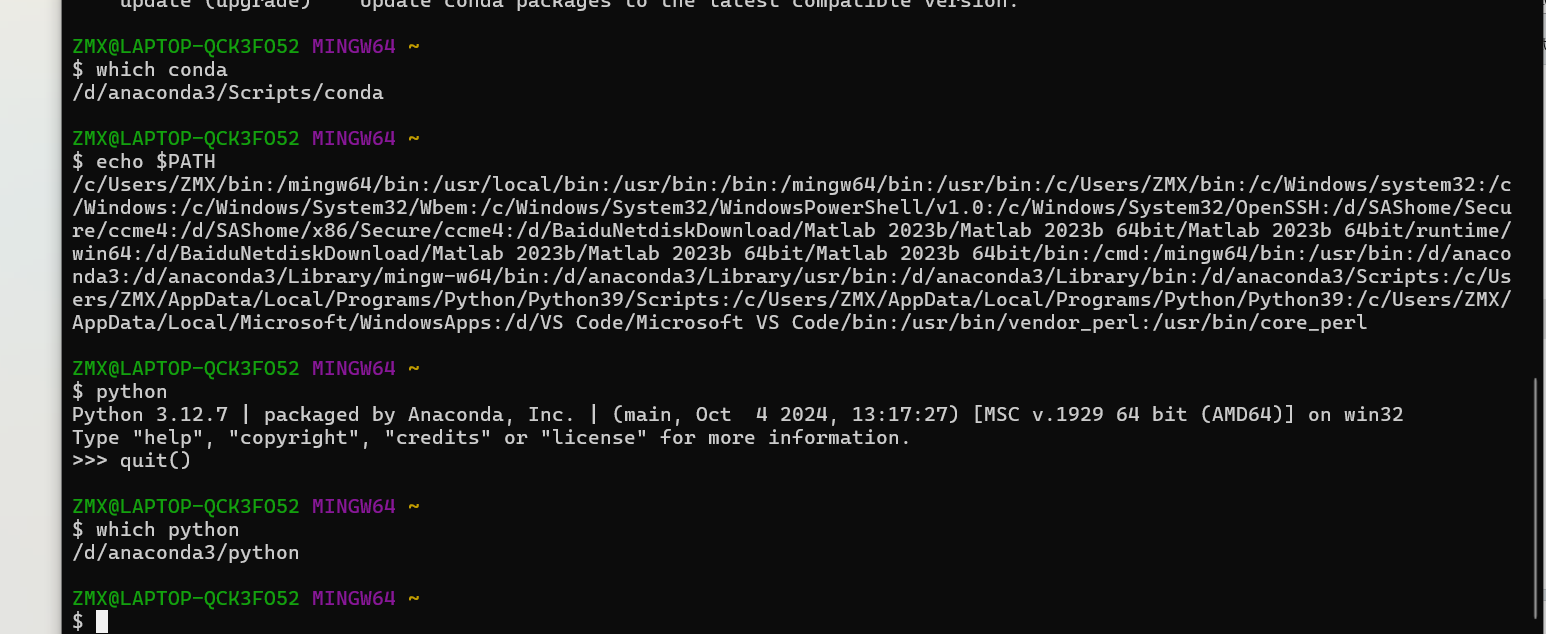 update (upgrade)    Update conda packages to the latest compatible version.
ZMX@LAPTOP-QCK3FO52 MINGW64 ~
$ which conda
/d/anaconda3/Scripts/conda
ZMX@LAPTOP-QCK3FO52 MINGW64 ~
$ echo $PATH
/c/Users/ZMX/bin:/mingw64/bin:/usr/local/bin:/usr/bin:/bin:/mingw64/bin:/usr/bin:/c/Users/ZMX/bin:/c/Windows/system32:/c
/Windows:/c/Windows/System32/Wbem:/c/Windows/System32/WindowsPowerShell/v1.0:/c/Windows/System32/OpenSSH:/d/SAShome/Secu
re/ccme4:/d/SAShome/x86/Secure/ccme4:/d/BaiduNetdiskDownload/Matlab 2023b/Matlab 2023b 64bit/Matlab 2023b 64bit/runtime/
win64:/d/BaiduNetdiskDownload/Matlab 2023b/Matlab 2023b 64bit/Matlab 2023b 64bit/bin:/cmd:/mingw64/bin:/usr/bin:/d/anaco
nda3:/d/anaconda3/Library/mingw-w64/bin:/d/anaconda3/Library/usr/bin:/d/anaconda3/Library/bin:/d/anaconda3/Scripts:/c/Us
ers/ZMX/AppData/Local/Programs/Python/Python39/Scripts:/c/Users/ZMX/AppData/Local/Programs/Python/Python39:/c/Users/ZMX/
AppData/Local/Microsoft/WindowsApps:/d/VS Code/Microsoft VS Code/bin:/usr/bin/vendor_perl:/usr/bin/core_perl
ZMX@LAPTOP-QCK3FO52 MINGW64 ~
$ python
Python 3.12.7 | packaged by Anaconda, Inc. | (main, Oct  4 2024, 13:17:27) [MSC v.1929 64 bit (AMD64)] on win32
Type "help", "copyright", "credits" or "license" for more information.
>>> quit()
ZMX@LAPTOP-QCK3FO52 MINGW64 ~
$ which python
/d/anaconda3/python
ZMX@LAPTOP-QCK3FO52 MINGW64 ~
$